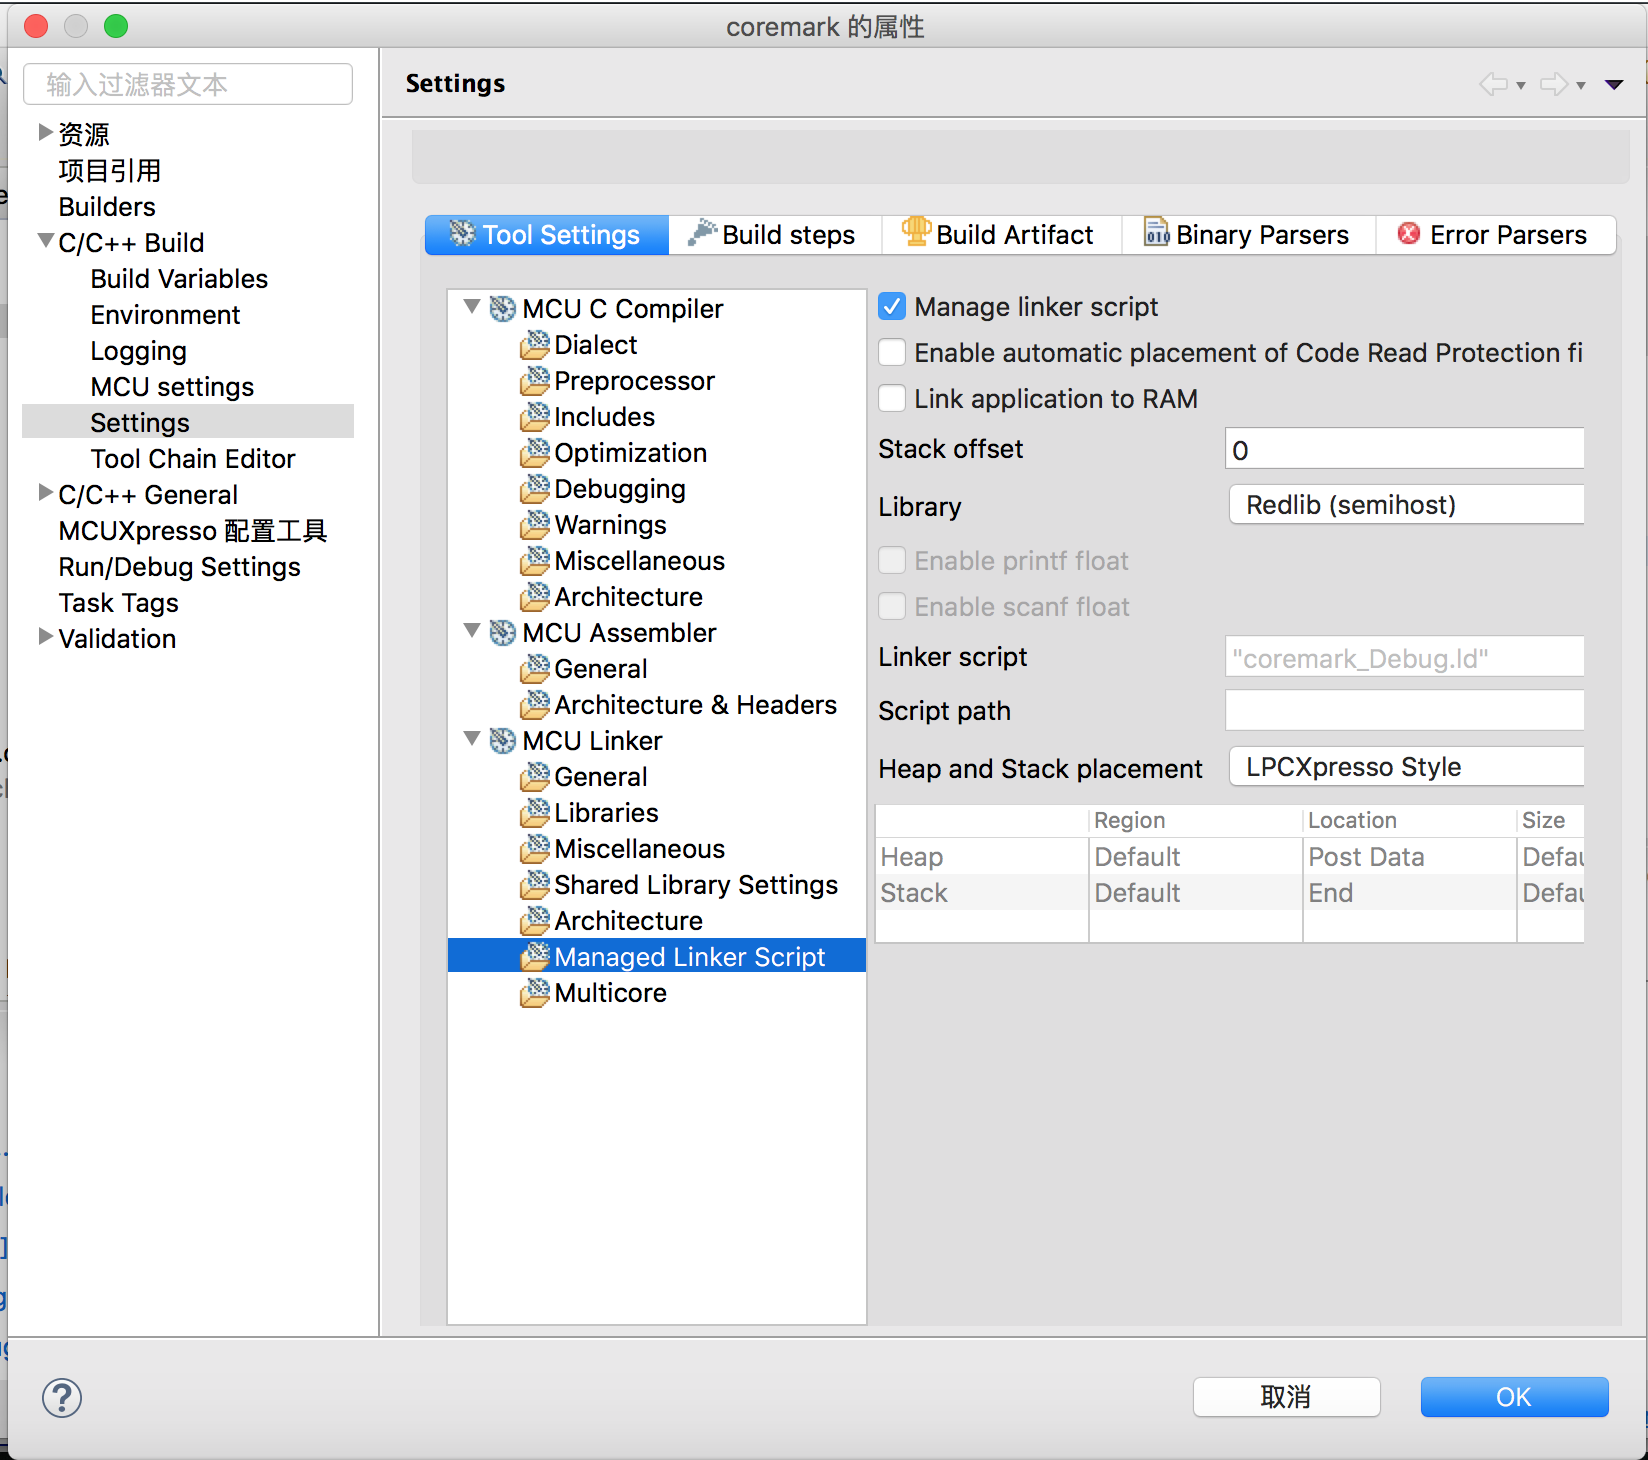 coremark 的属性
输入过滤器文本
资源
项目引用
Builders
C/C++ Build
Build Variables
Environment
Logging
MCU settings
Settings
Tool Chain Editor
C/C++ General
MCUXpresso 配置工具
Run/Debug Settings
Task Tags
Validation
Settings
Tool Settings
Build steps
Build Artifact
Binary Parsers
Error Parsers
MCU C Compiler
Dialect
Preprocessor
Includes
Optimization
Debugging
Warnings
Miscellaneous
Architecture
MCU Assembler
General
Architecture & Headers
MCU Linker
General
Libraries
Miscellaneous
Shared Library Settings
Architecture
Managed Linker Script
Multicore
Manage linker script
Enable automatic placement of Code Read Protection fi
Link application to RAM
Stack offset 0
Library Redlib (semihost)
Enable printf float
Enable scanf float
Linker script "coremark_Debug.ld"
Script path
Heap and Stack placement LPCXpresso Style
Region Location Size
Heap Default Post Data Defau
Stack Default End Defau
?
取消
OK